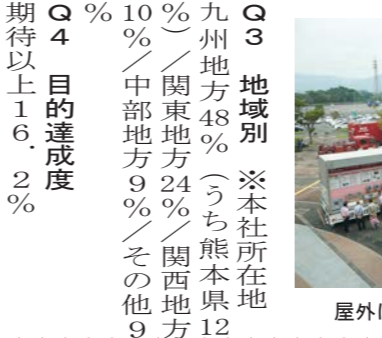 Q3 地域別 ※本社所在地
九州地方48%(うち熊本県12
%)/関東地方24%/関西地方
10%/中部地方9%/その他9
%
Q4 目的達成度
期待以上16.2%
屋外